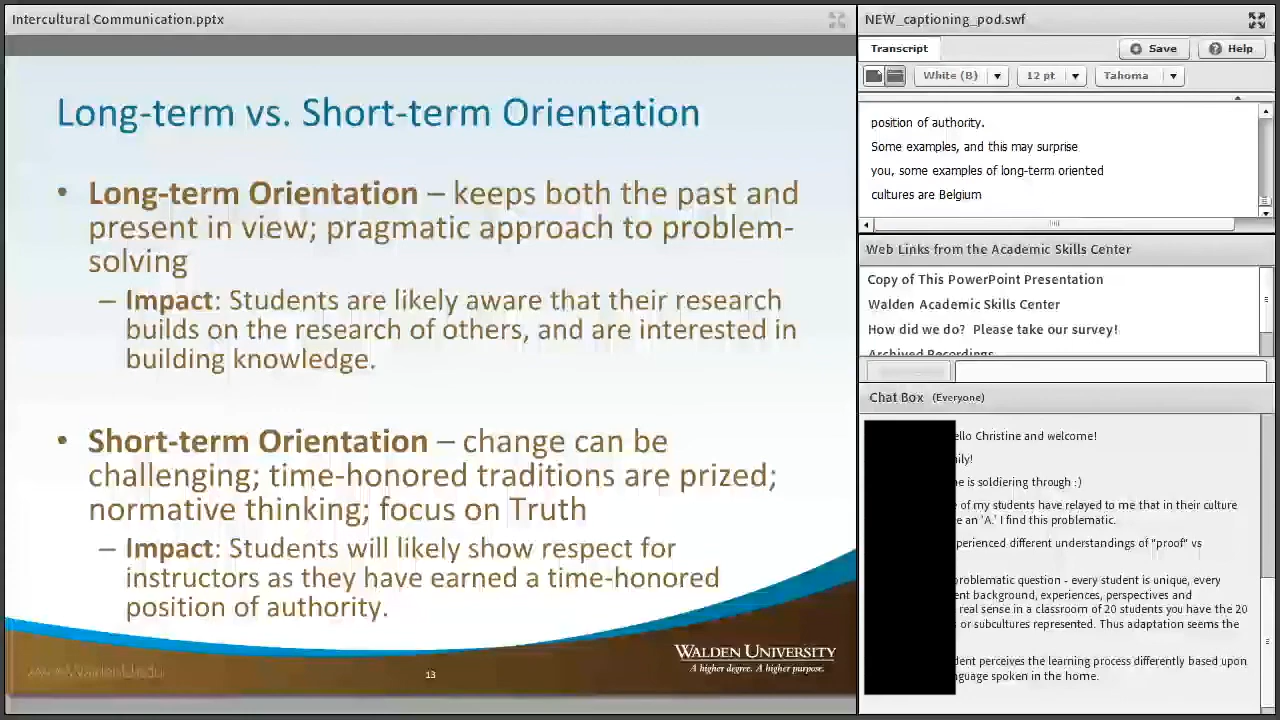 Intercultural Communication.pptx
Long-term vs. Short-term Orientation
• Long-term Orientation – keeps both the past and
present in view; pragmatic approach to problem-
solving
– Impact: Students are likely aware that their research
builds on the research of others, and are interested in
building knowledge.
• Short-term Orientation – change can be
challenging; time-honored traditions are prized;
normative thinking; focus on Truth
– Impact: Students will likely show respect for
instructors as they have earned a time-honored
position of authority.
WALDEN UNIVERSITY
A higher degree. A higher purpose.
13
NEW_captioning_pod.swf
Transcript
Save
Help
White (B)
12 pt
Tahoma
position of authority.
Some examples, and this may surprise
you, some examples of long-term oriented
cultures are Belgium
Web Links from the Academic Skills Center
Copy of This PowerPoint Presentation
Walden Academic Skills Center
How did we do? Please take our survey!
Archived Recordings
Chat Box (Everyone)
ello Christine and welcome!
ily!
e is soldiering through :)
of my students have relayed to me that in their culture
e an 'A.' I find this problematic.
perienced different understandings of "proof" vs
problematic question - every student is unique, every
ent background, experiences, perspectives and
real sense in a classroom of 20 students you have the 20
or subcultures represented. Thus adaptation seems the
dent perceives the learning process differently based upon
nguage spoken in the home.